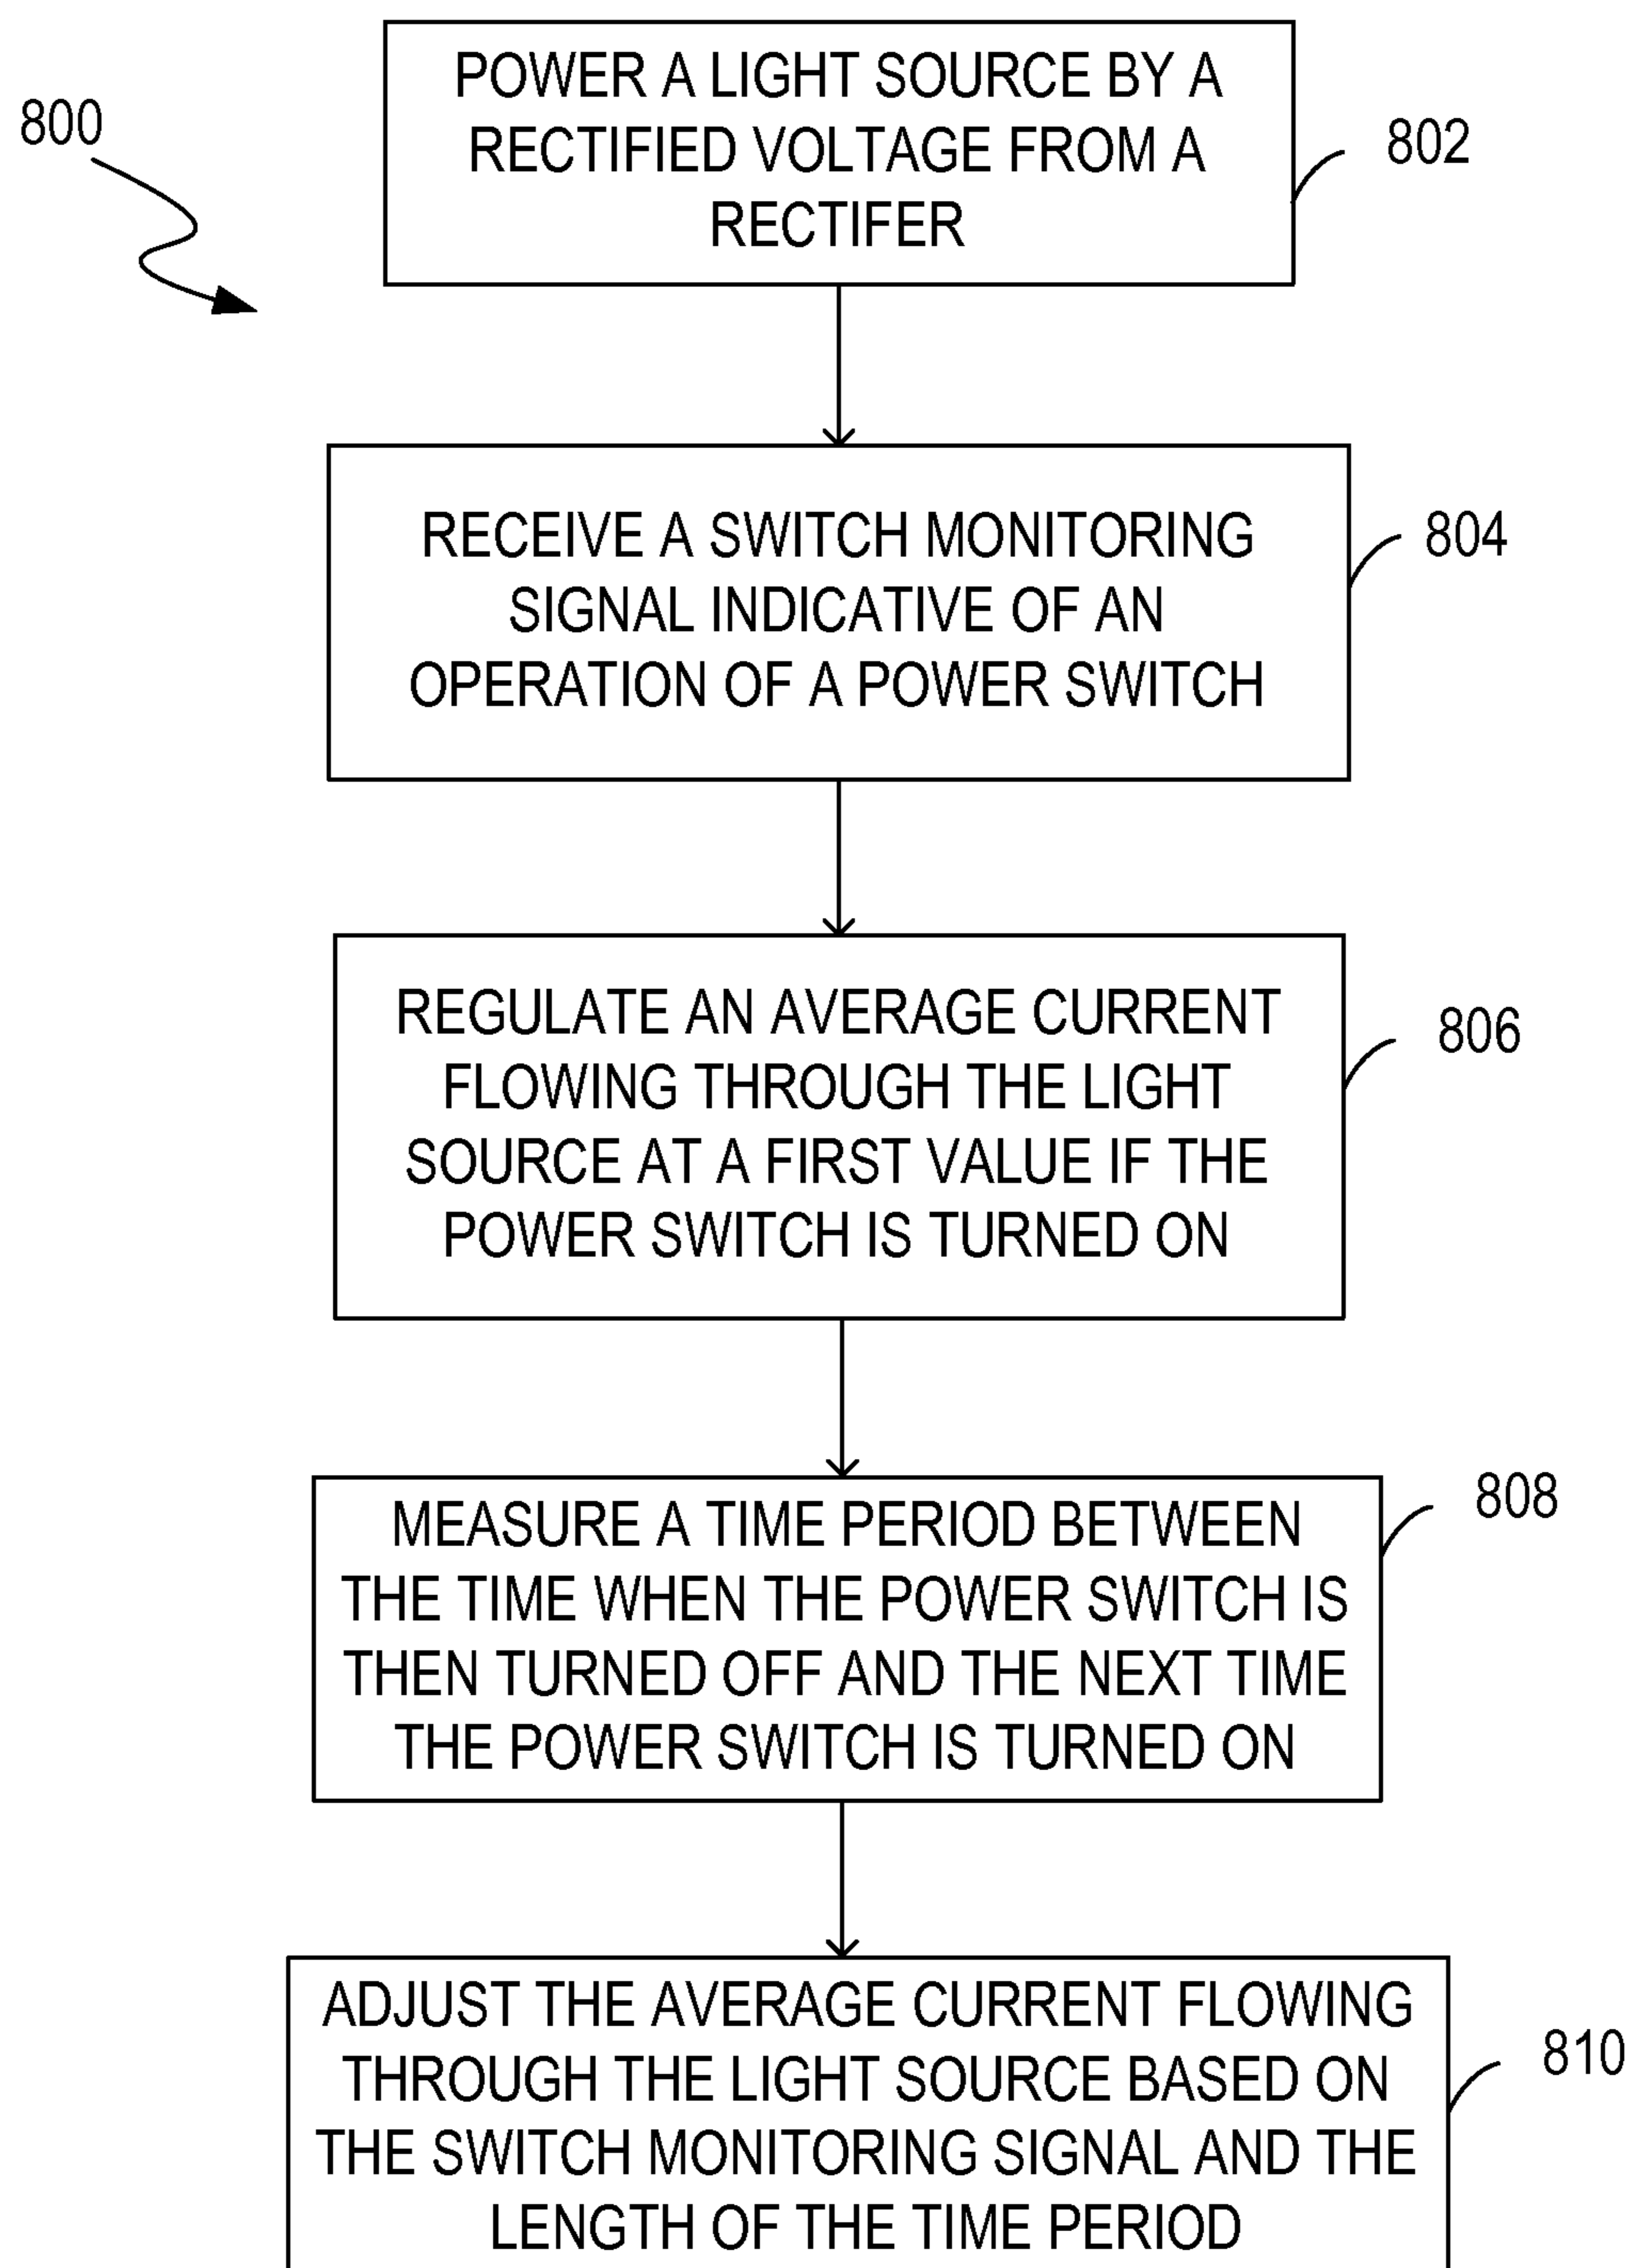 800
POWER A LIGHT SOURCE BY A
RECTIFIED VOLTAGE FROM A
RECTIFER
802
RECEIVE A SWITCH MONITORING
SIGNAL INDICATIVE OF AN
OPERATION OF A POWER SWITCH
804
REGULATE AN AVERAGE CURRENT
FLOWING THROUGH THE LIGHT
SOURCE AT A FIRST VALUE IF THE
POWER SWITCH IS TURNED ON
806
MEASURE A TIME PERIOD BETWEEN
THE TIME WHEN THE POWER SWITCH IS
THEN TURNED OFF AND THE NEXT TIME
THE POWER SWITCH IS TURNED ON
808
ADJUST THE AVERAGE CURRENT FLOWING
THROUGH THE LIGHT SOURCE BASED ON
THE SWITCH MONITORING SIGNAL AND THE
LENGTH OF THE TIME PERIOD
810